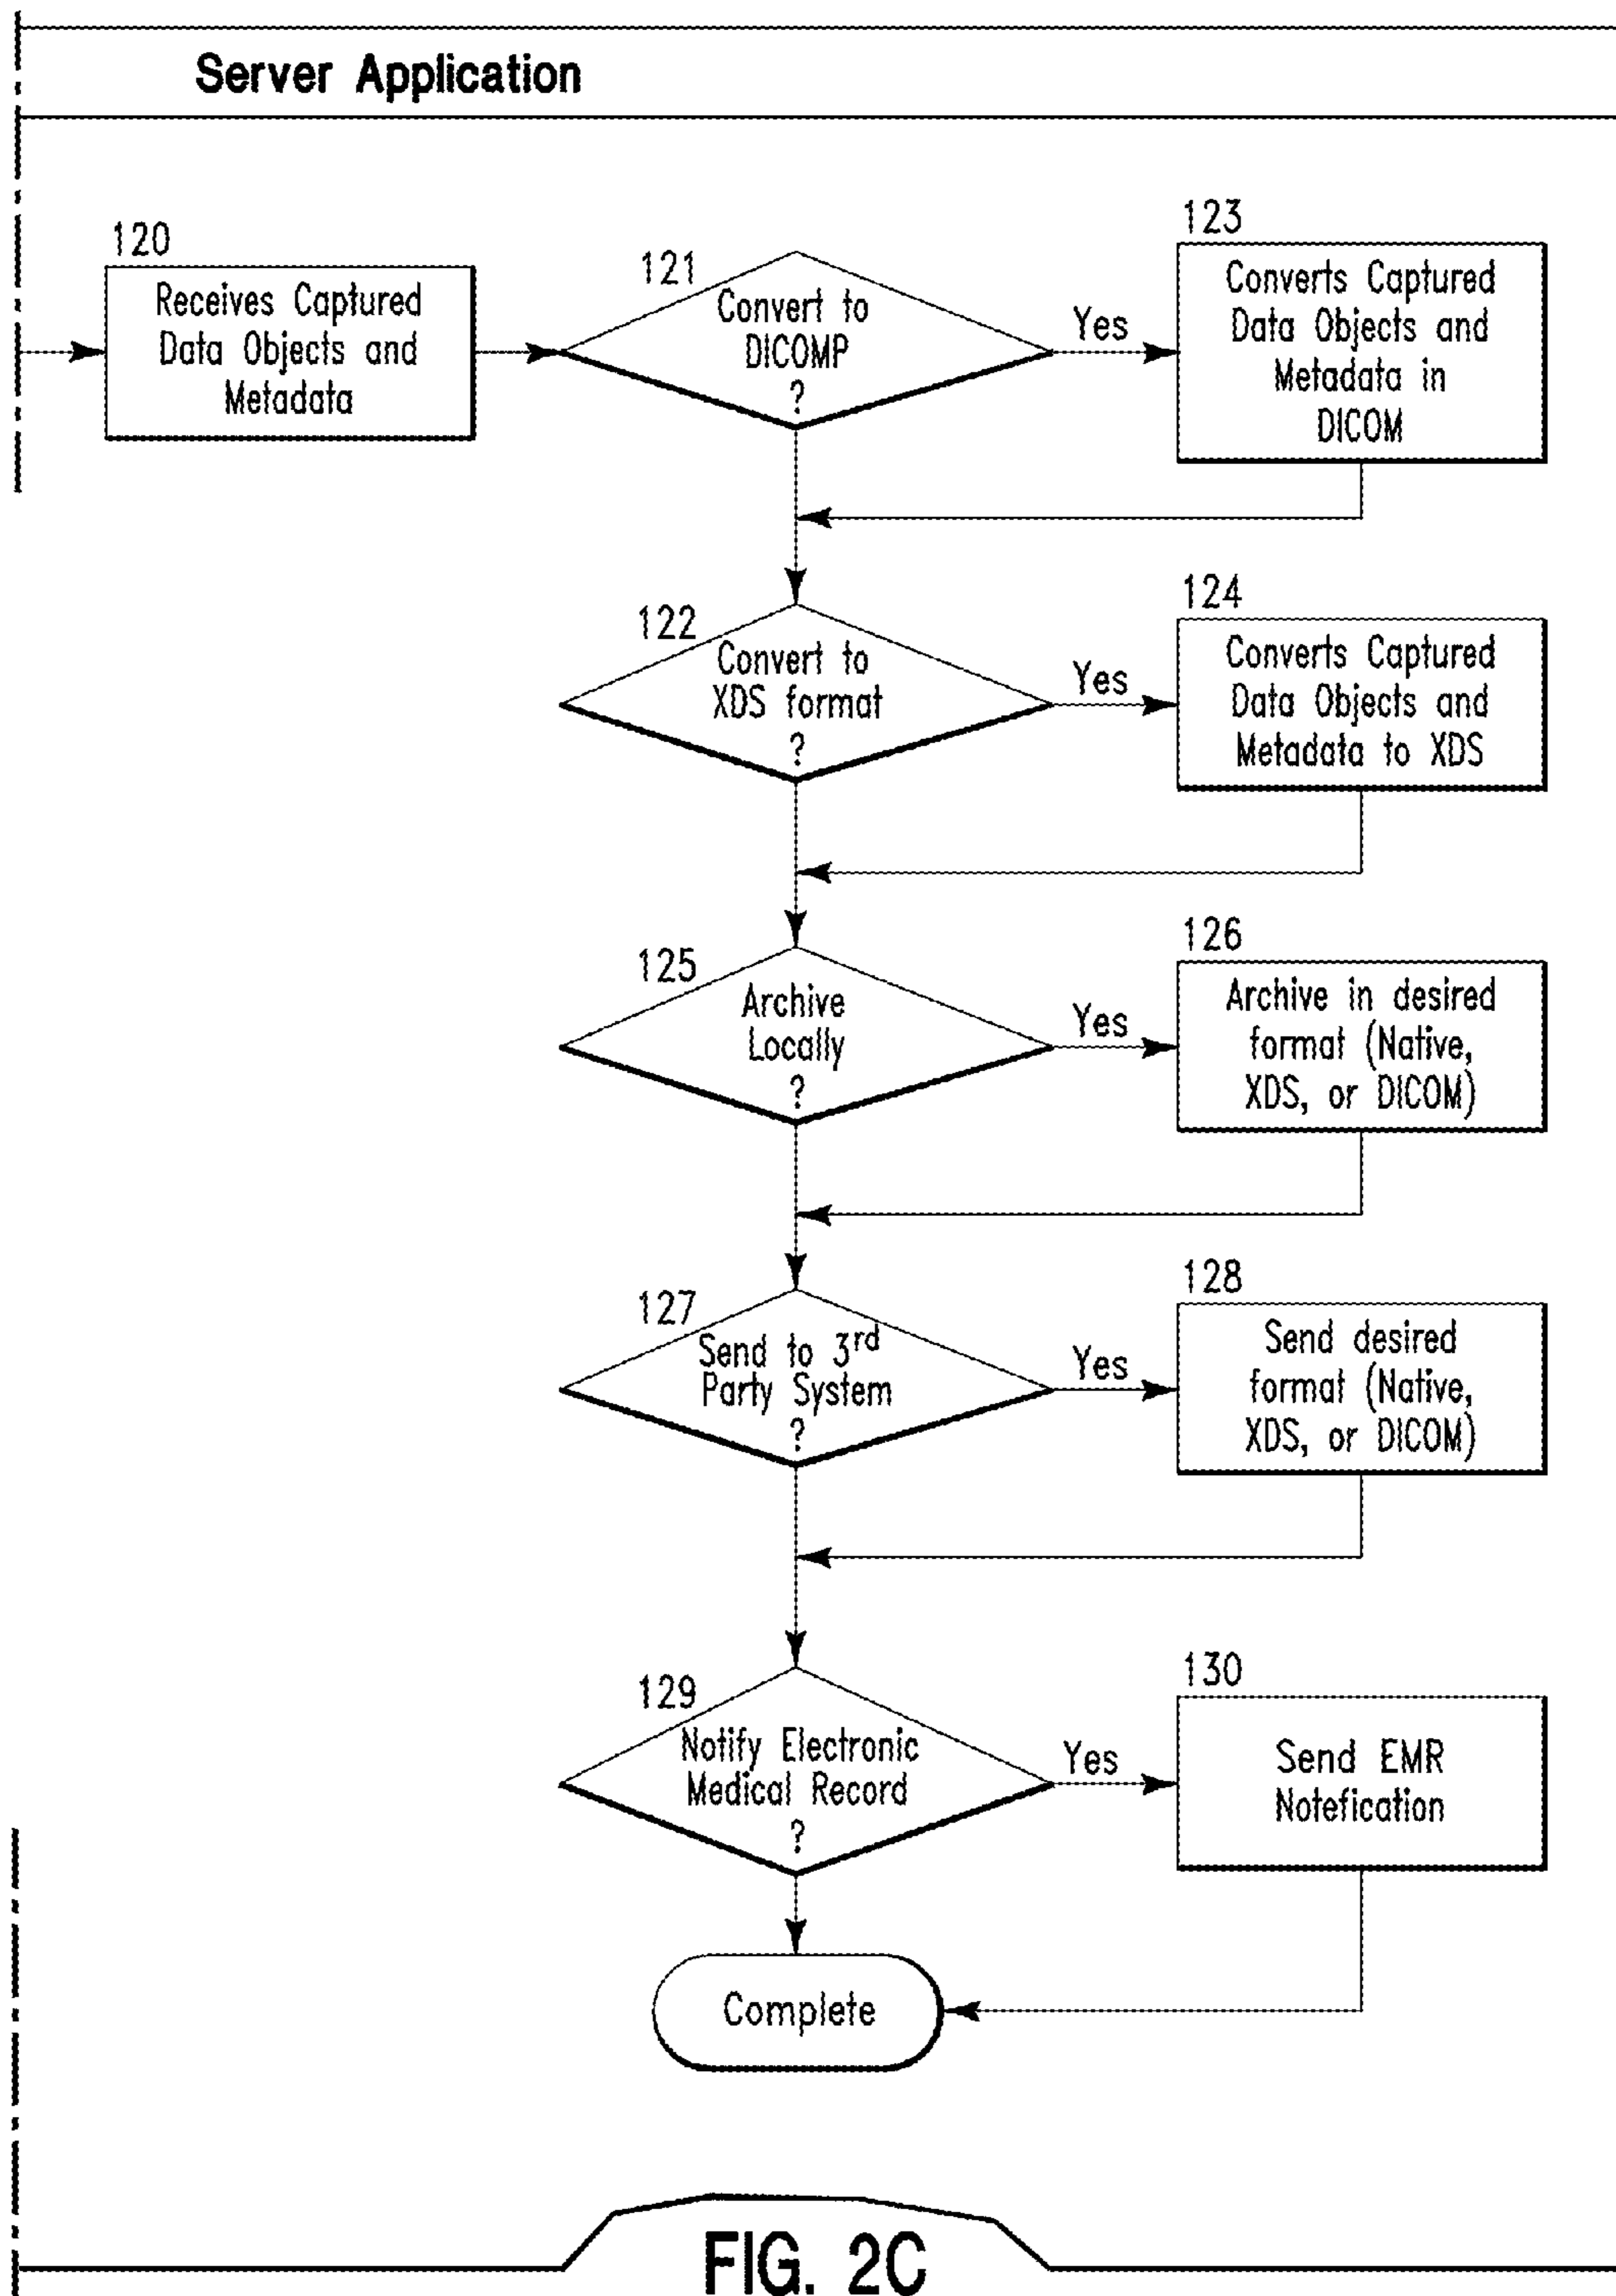 Server Application
120
Receives Captured
Data Objects and
Metadata
121
Convert to
DICOMP
?
Yes
123
Converts Captured
Data Objects and
Metadata in
DICOM
122
Convert to
XDS format
?
Yes
124
Converts Captured
Data Objects and
Metadata to XDS
125
Archive
Locally
?
Yes
126
Archive in desired
format (Native,
XDS, or DICOM)
127
Send to 3rd
Party System
?
Yes
128
Send desired
format (Native,
XDS, or DICOM)
129
Notify Electronic
Medical Record
?
Yes
130
Send EMR
Notefication
Complete
FIG. 2C